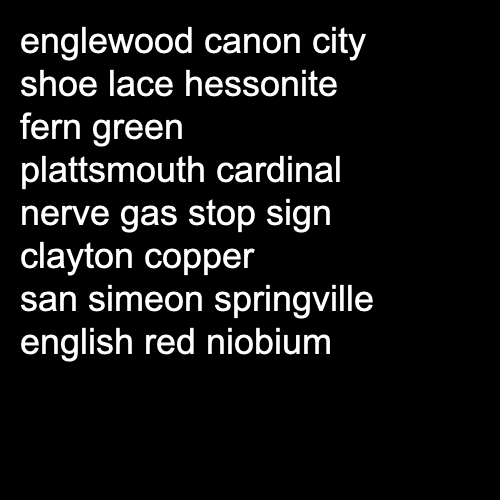 englewood canon city
shoe lace hessonite
fern green
plattsmouth cardinal
nerve gas stop sign
clayton copper
san simeon springville
english red niobium